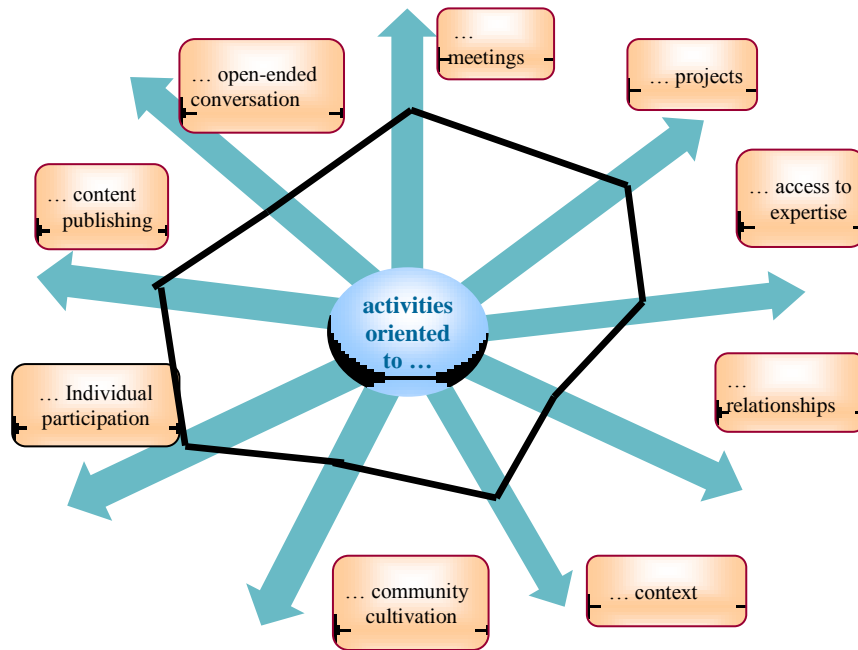 …
meetings
… open-ended
conversation
… projects
… content
publishing
… access to
expertise
activities
oriented
to …
… Individual
participation
…
relationships
… community
cultivation
… context